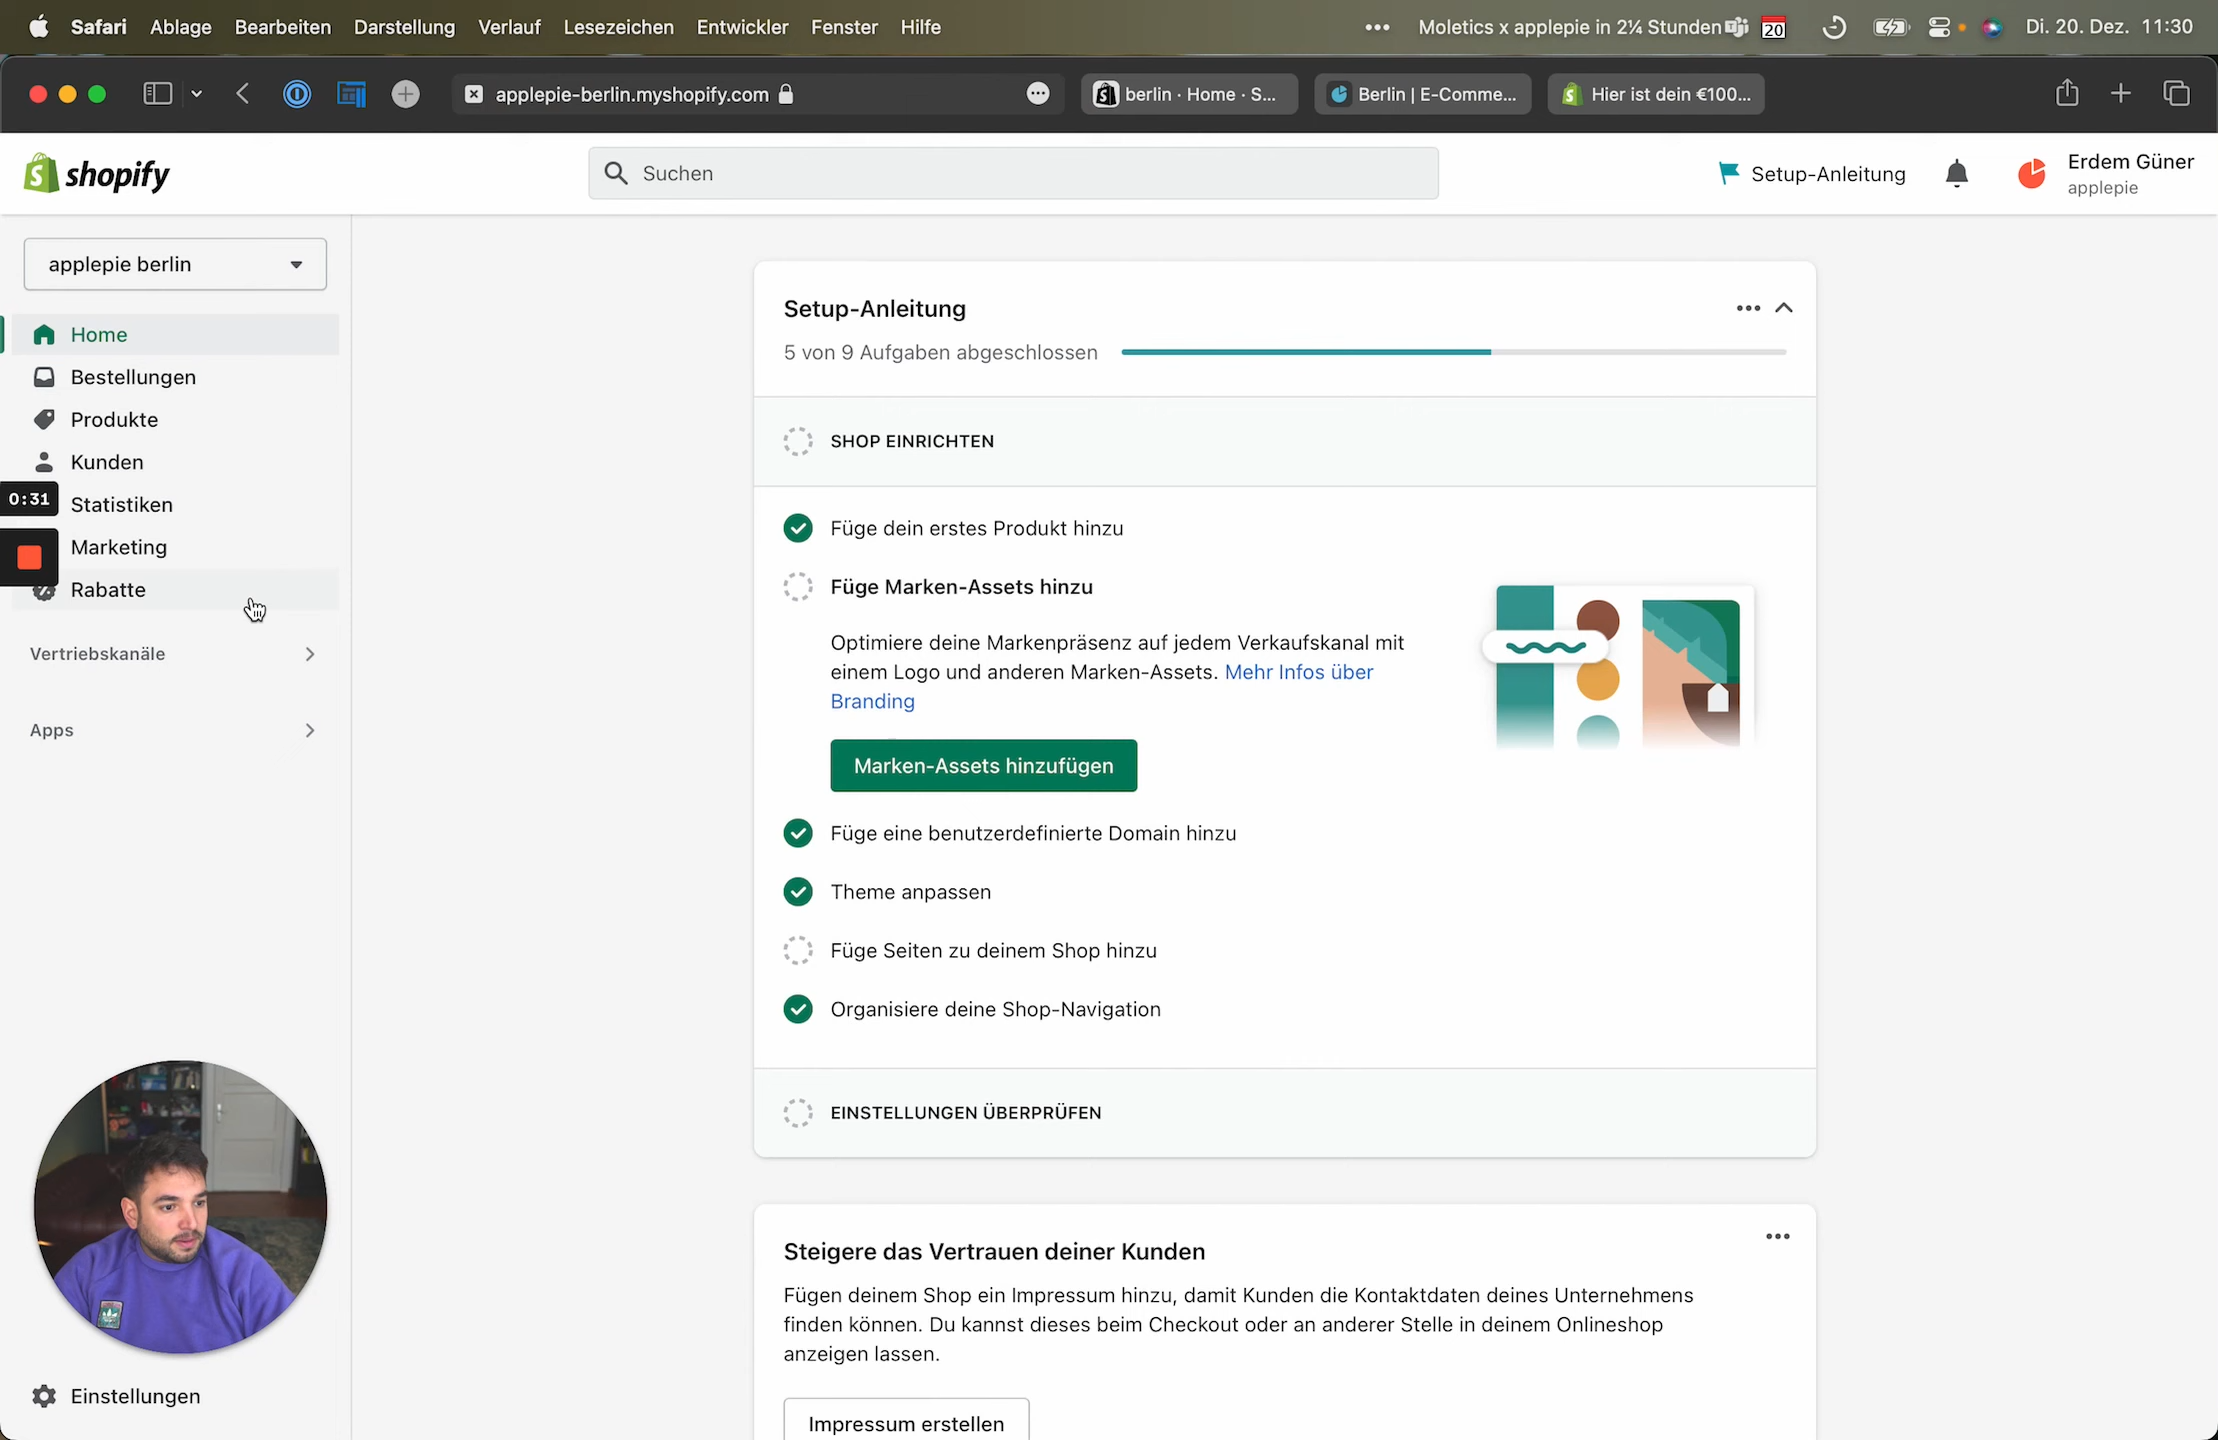 Safari Ablage Bearbeiten Darstellung Verlauf Lesezeichen Entwickler Fenster Hilfe
Moletics x applepie in 2¼ Stunden 20 Di. 20. Dez. 11:30
applepie-berlin.myshopify.com
berlin · Home · S...
Berlin | E-Comme...
Hier ist dein €100...
shopify
Suchen
Setup-Anleitung
Erdem Güner
applepie
applepie berlin
Home
Bestellungen
Produkte
Kunden
0:31
Statistiken
Marketing
Rabatte
Vertriebskanäle
Apps
Einstellungen
Setup-Anleitung
5 von 9 Aufgaben abgeschlossen
SHOP EINRICHTEN
Füge dein erstes Produkt hinzu
Füge Marken-Assets hinzu
Optimiere deine Markenpräsenz auf jedem Verkaufskanal mit
einem Logo und anderen Marken-Assets. Mehr Infos über
Branding
Marken-Assets hinzufügen
Füge eine benutzerdefinierte Domain hinzu
Theme anpassen
Füge Seiten zu deinem Shop hinzu
Organisiere deine Shop-Navigation
EINSTELLUNGEN ÜBERPRÜFEN
Steigere das Vertrauen deiner Kunden
Fügen deinem Shop ein Impressum hinzu, damit Kunden die Kontaktdaten deines Unternehmens
finden können. Du kannst dieses beim Checkout oder an anderer Stelle in deinem Onlineshop
anzeigen lassen.
Impressum erstellen